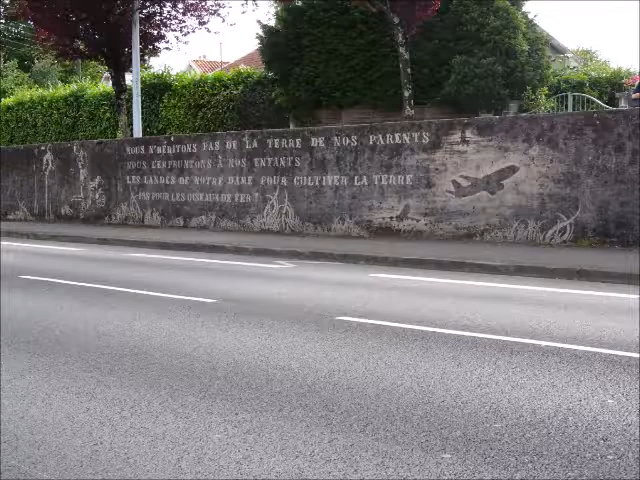 NOUS N'HERITONS PAS DE LA TERRE DE NOS PARENTS
NOUS L'EMPRUNTONS A NOS ENFANTS
LES LANDES DE NOTRE DAME POUR CULTIVER LA TERRE
PAS POUR LES OISEAUX DE FER !